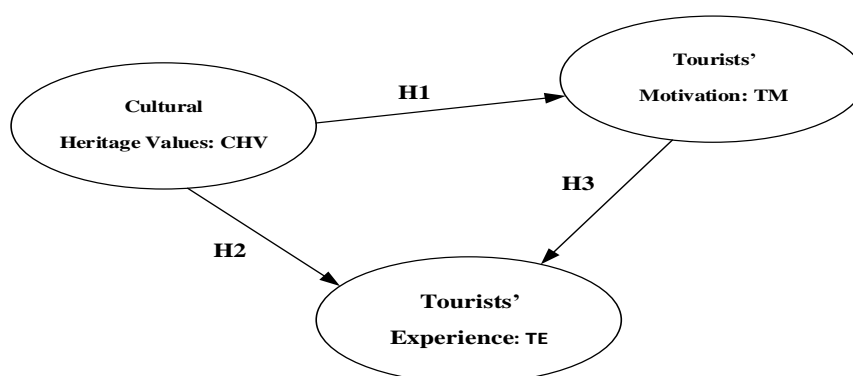 Tourists’
Motivation: TM
H1
Cultural
Heritage Values: CHV
H3
H2
Tourists’
Experience: TE